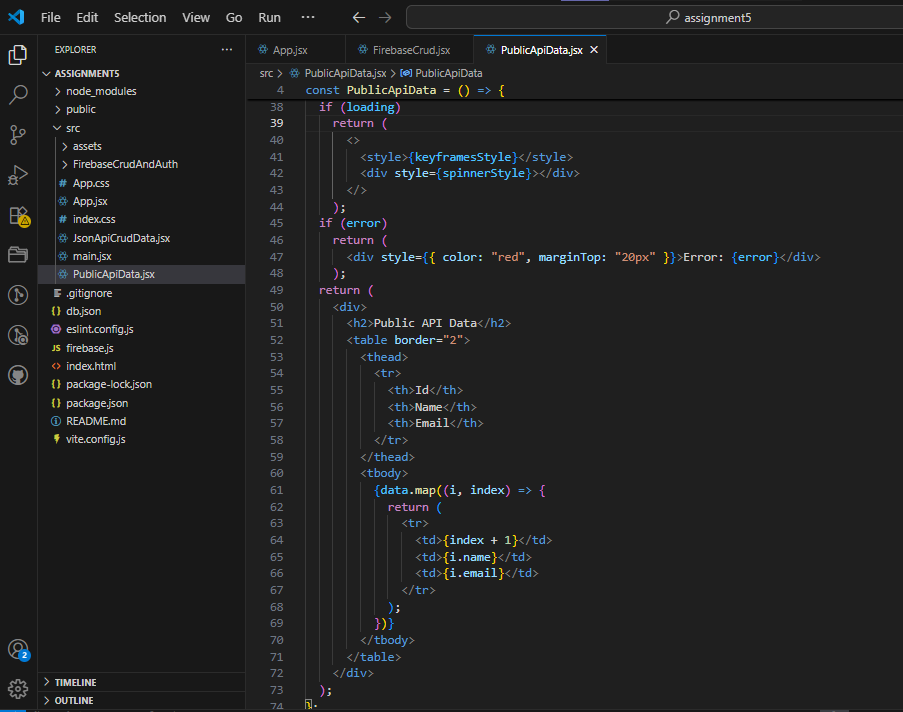 File Edit Selection View Go Run ··· ← → assignment5
EXPLORER ···
ASSIGNMENT5
node_modules
public
src
assets
FirebaseCrudAndAuth
# App.css
App.jsx
# index.css
JsonApiCrudData.jsx
main.jsx
PublicApiData.jsx
.gitignore
{} db.json
eslint.config.js
JS firebase.js
<> index.html
{} package-lock.json
{} package.json
README.md
vite.config.js
TIMELINE
OUTLINE
2
App.jsx FirebaseCrud.jsx PublicApiData.jsx ×
src > PublicApiData.jsx > PublicApiData
4 const PublicApiData = () => {
38 if (loading)
39 return (
40 <>
41 <style>{keyframesStyle}</style>
42 <div style={spinnerStyle}></div>
43 </>
44 );
45 if (error)
46 return (
47 <div style={{ color: "red", marginTop: "20px" }}>Error: {error}</div>
48 );
49 return (
50 <div>
51 <h2>Public API Data</h2>
52 <table border="2">
53 <thead>
54 <tr>
55 <th>Id</th>
56 <th>Name</th>
57 <th>Email</th>
58 </tr>
59 </thead>
60 <tbody>
61 {data.map((i, index) => {
62 return (
63 <tr>
64 <td>{index + 1}</td>
65 <td>{i.name}</td>
66 <td>{i.email}</td>
67 </tr>
68 );
69 })}
70 </tbody>
71 </table>
72 </div>
73 );
74 };